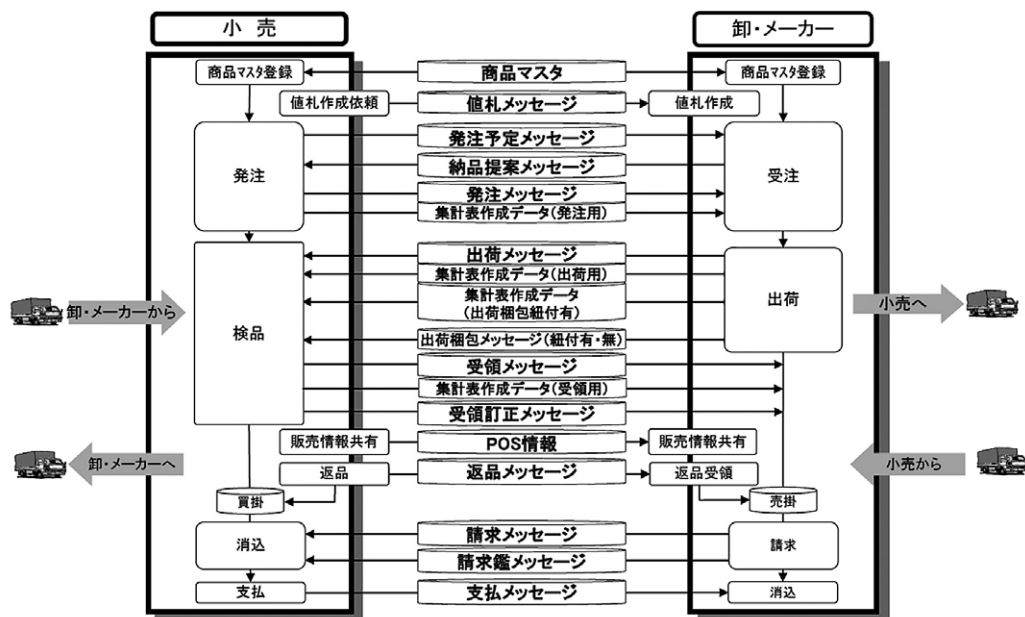 小売
卸・メーカー
商品マスタ登録
商品マスタ
商品マスタ登録
値札作成依頼
値札メッセージ
値札作成
発注
発注予定メッセージ
納品提案メッセージ
発注メッセージ
集計表作成データ(発注用)
受注
検品
出荷メッセージ
集計表作成データ(出荷用)
集計表作成データ
(出荷梱包紐付有)
出荷梱包メッセージ(紐付有・無)
受領メッセージ
集計表作成データ(受領用)
受領訂正メッセージ
出荷
卸・メーカーから
小売へ
販売情報共有
POS情報
販売情報共有
返品
返品メッセージ
返品受領
卸・メーカーへ
小売から
買掛
売掛
消込
請求メッセージ
請求鑑メッセージ
請求
支払
支払メッセージ
消込